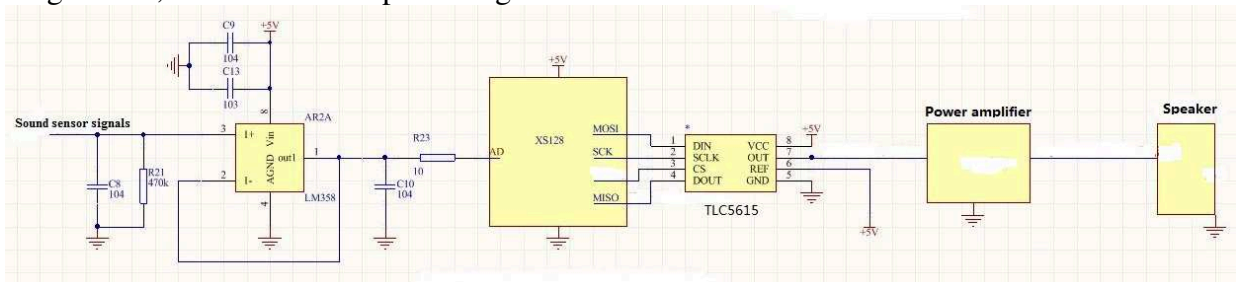 C9
+5V
104
C13
103
Sound sensor signals
3
I+
8
Vin
AR2A
out1
1
2
I-
AGND
4
LM358
C8
104
R21
470k
C10
104
R23
10
+5V
AD
XS128
MOSI
SCK
MISO
*
1
DIN
VCC
8
+5V
2
SCLK
OUT
7
3
CS
REF
6
4
DOUT
GND
5
TLC5615
+5V
Power amplifier
Speaker